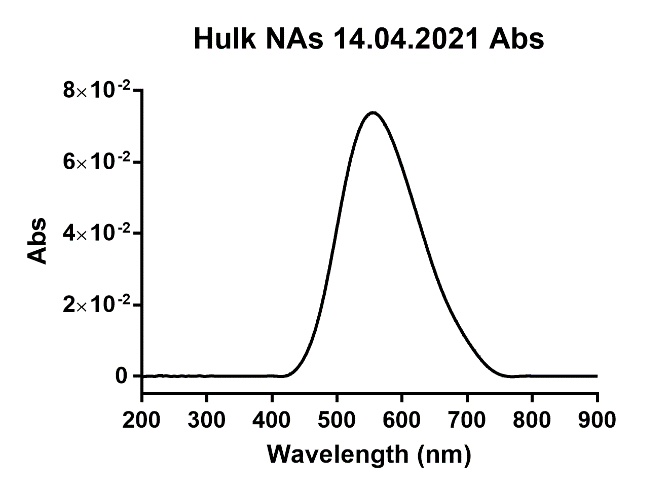 Hulk NAs 14.04.2021 Abs
8×10⁻²
6×10⁻²
4×10⁻²
2×10⁻²
0
Abs
200 300 400 500 600 700 800 900
Wavelength (nm)